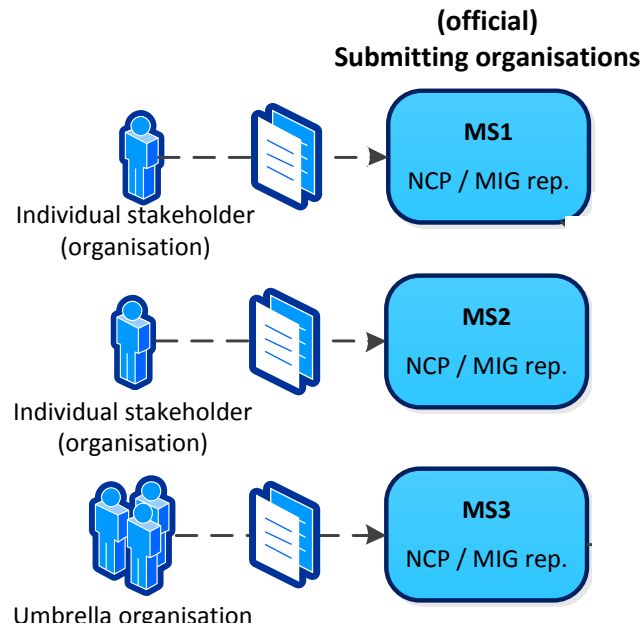 (official)
Submitting organisations
MS1
NCP / MIG rep.
Individual stakeholder
(organisation)
MS2
NCP / MIG rep.
Individual stakeholder
(organisation)
MS3
NCP / MIG rep.
Umbrella organisation